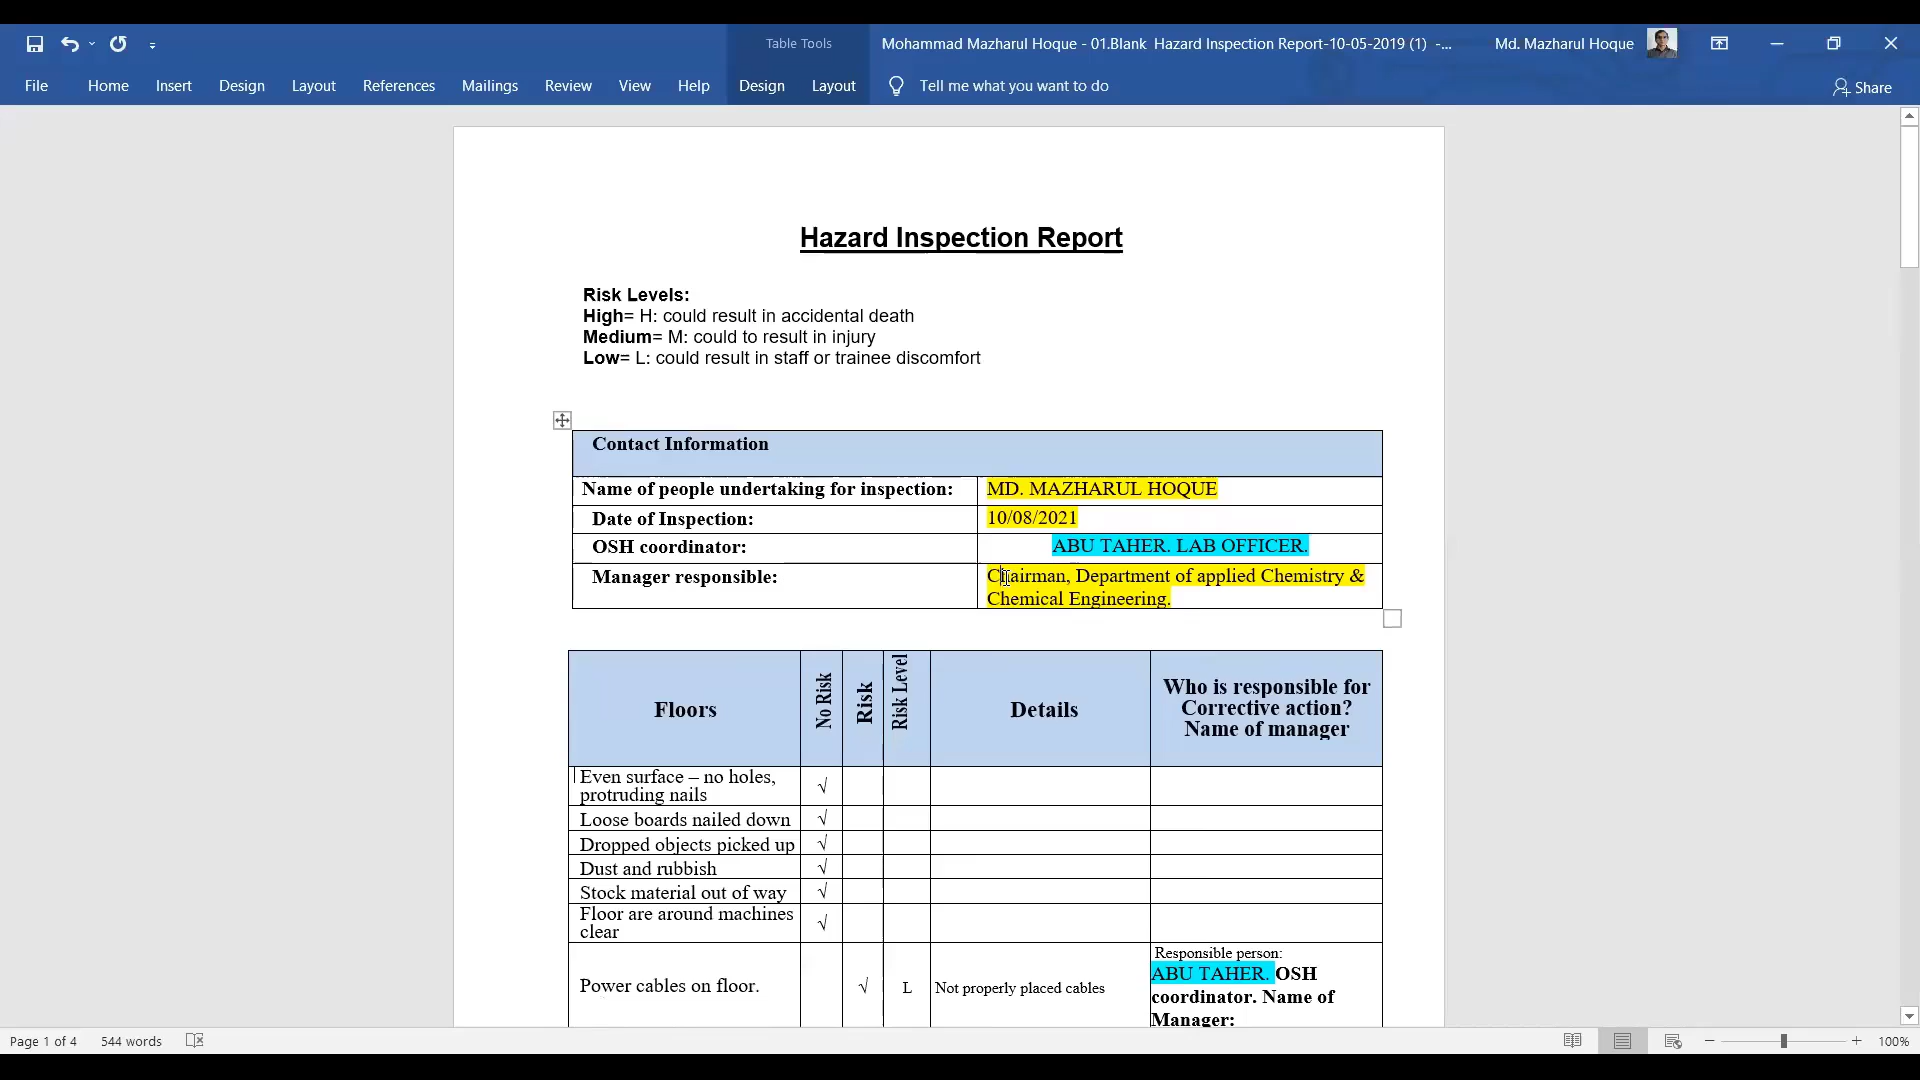 Table Tools
Mohammad Mazharul Hoque - 01.Blank  Hazard Inspection Report-10-05-2019 (1)  -...
Md. Mazharul Hoque
File
Home
Insert
Design
Layout
References
Mailings
Review
View
Help
Design
Layout
Tell me what you want to do
Share
Hazard Inspection Report
Risk Levels:
High= H: could result in accidental death
Medium= M: could to result in injury
Low= L: could result in staff or trainee discomfort
Contact Information
Name of people undertaking for inspection:
MD. MAZHARUL HOQUE
Date of Inspection:
10/08/2021
OSH coordinator:
ABU TAHER. LAB OFFICER.
Manager responsible:
Chairman, Department of applied Chemistry &
Chemical Engineering.
Floors
No Risk
Risk
Risk Level
Details
Who is responsible for
Corrective action?
Name of manager
Even surface – no holes,
protruding nails
√
Loose boards nailed down
√
Dropped objects picked up
√
Dust and rubbish
√
Stock material out of way
√
Floor are around machines
clear
√
Power cables on floor.
√
L
Not properly placed cables
Responsible person:
ABU TAHER. OSH
coordinator. Name of
Manager:
Page 1 of 4
544 words
100%